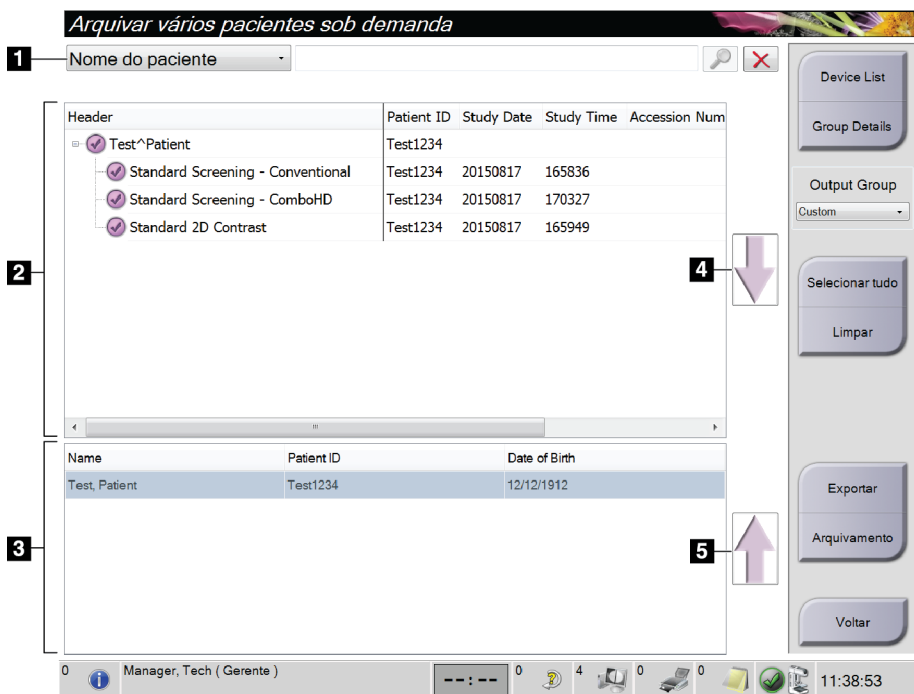 Arquivar vários pacientes sob demanda
1
Nome do paciente
Device List
Group Details
Output Group
Custom
Selecionar tudo
Limpar
Exportar
Arquivamento
Voltar
2
Header Patient ID Study Date Study Time Accession Num
Test^Patient Test1234
Standard Screening - Conventional Test1234 20150817 165836
Standard Screening - ComboHD Test1234 20150817 170327
Standard 2D Contrast Test1234 20150817 165949
4
3
Name Patient ID Date of Birth
Test, Patient Test1234 12/12/1912
5
0 Manager, Tech ( Gerente ) --:-- 0 4 0 0 11:38:53